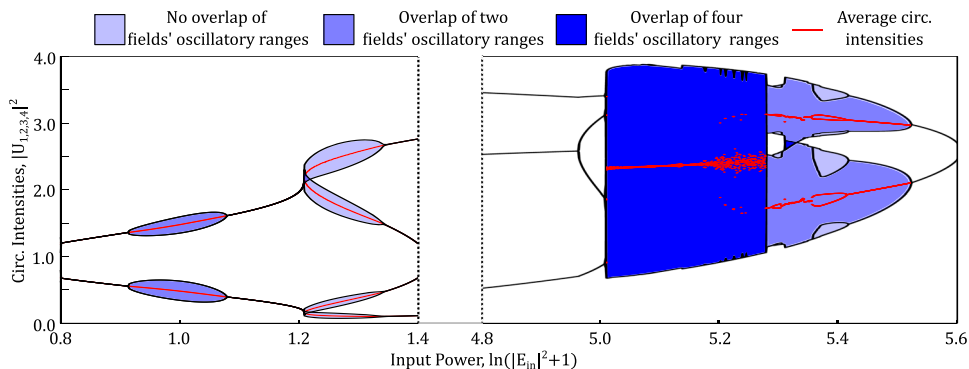 No overlap of
fields' oscillatory ranges
Overlap of two
fields' oscillatory ranges
Overlap of four
fields' oscillatory ranges
Average circ.
intensities
Circ. Intensities, |U₁,₂,₃,₄|²
4.0
3.0
2.0
1.0
0.0
0.8 1.0 1.2 1.4 4.8 5.0 5.2 5.4 5.6
Input Power, ln(|E_in|²+1)